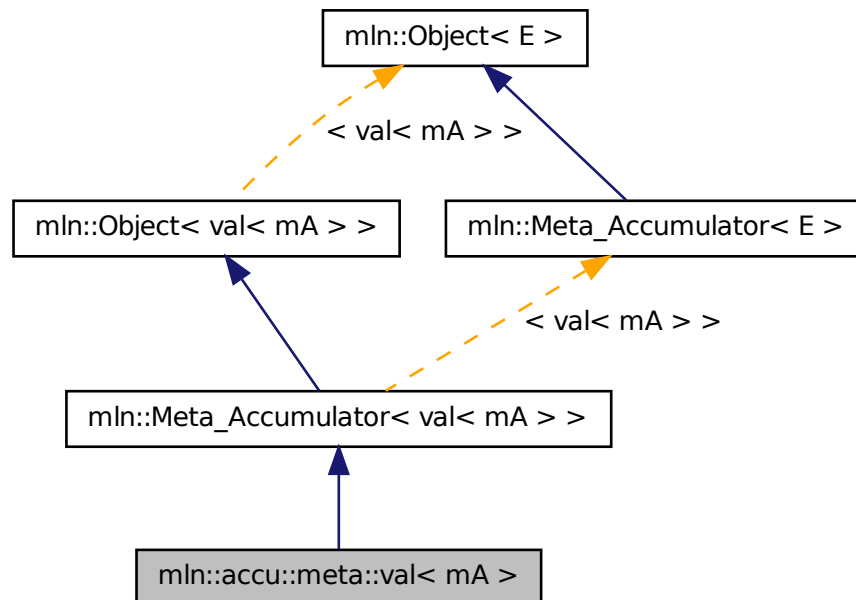 mln::Object< E >
< val< mA > >
mln::Object< val< mA > >
mln::Meta_Accumulator< E >
< val< mA > >
mln::Meta_Accumulator< val< mA > >
mln::accu::meta::val< mA >